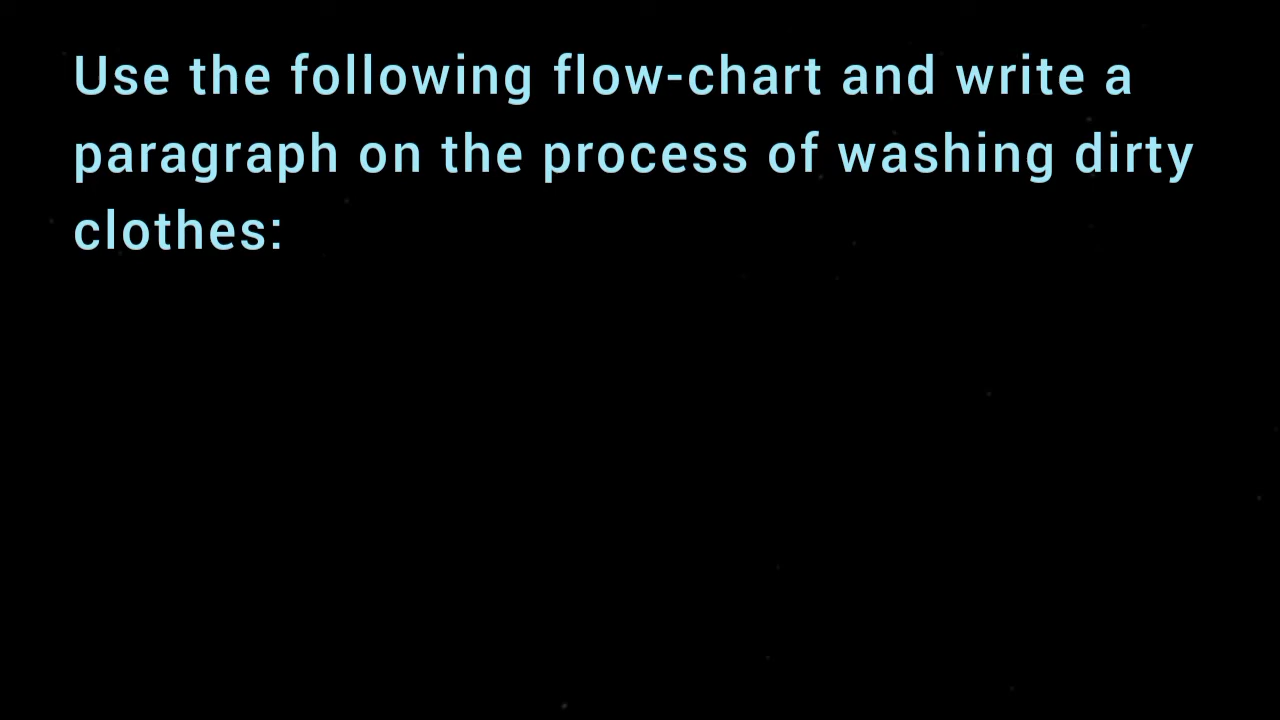 Use the following flow-chart and write a
paragraph on the process of washing dirty
clothes: